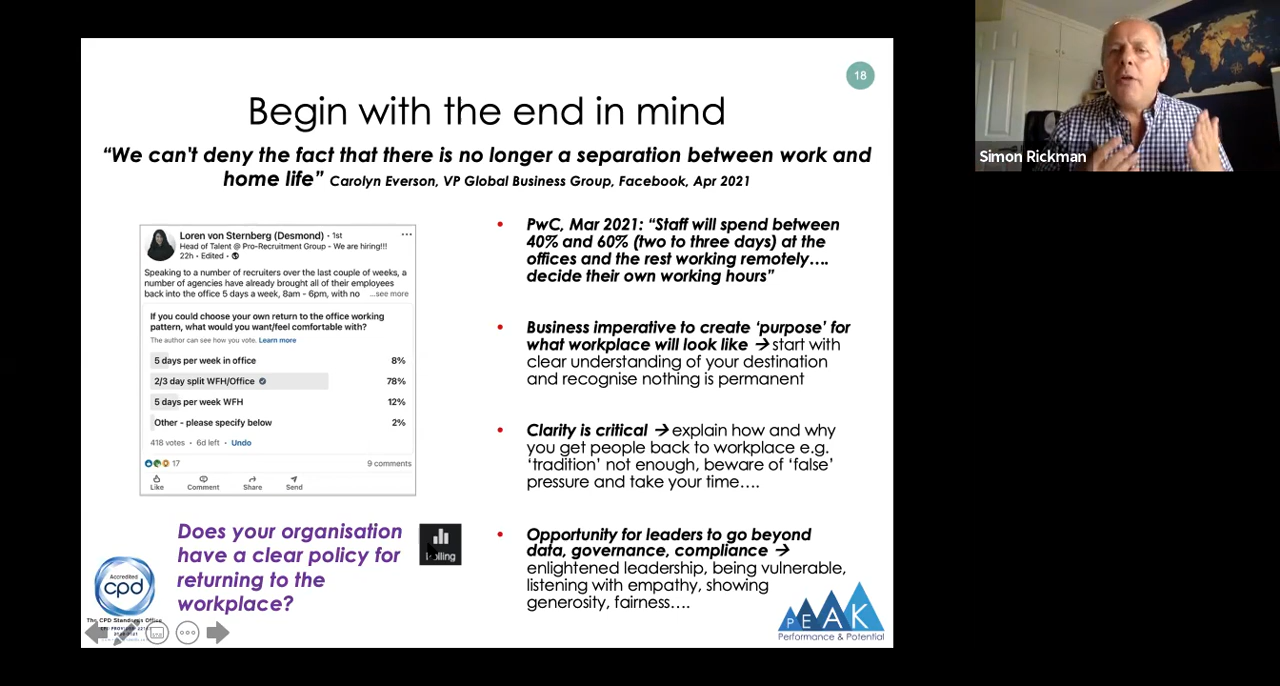 18
Begin with the end in mind
“We can't deny the fact that there is no longer a separation between work and
home life” Carolyn Everson, VP Global Business Group, Facebook, Apr 2021
Loren von Sternberg (Desmond) • 1st
Head of Talent @ Pro-Recruitment Group - We are hiring!!!
22h • Edited •
Speaking to a number of recruiters over the last couple of weeks, a
number of agencies have already brought all of their employees
back into the office 5 days a week, 8am - 6pm, with no ...see more
If you could choose your own return to the office working
pattern, what would you want/feel comfortable with?
The author can see how you vote. Learn more
5 days per week in office 8%
2/3 day split WFH/Office 78%
5 days per week WFH 12%
Other - please specify below 2%
418 votes • 6d left • Undo
17 9 comments
Like Comment Share Send
Does your organisation
have a clear policy for
returning to the
workplace?
• PwC, Mar 2021: “Staff will spend between
40% and 60% (two to three days) at the
offices and the rest working remotely....
decide their own working hours”
• Business imperative to create ‘purpose’ for
what workplace will look like → start with
clear understanding of your destination
and recognise nothing is permanent
• Clarity is critical → explain how and why
you get people back to workplace e.g.
‘tradition’ not enough, beware of ‘false’
pressure and take your time....
• Opportunity for leaders to go beyond
data, governance, compliance →
enlightened leadership, being vulnerable,
listening with empathy, showing
generosity, fairness....
Accredited
cpd
The CPD Standards Office
PEAK
Performance & Potential
Simon Rickman